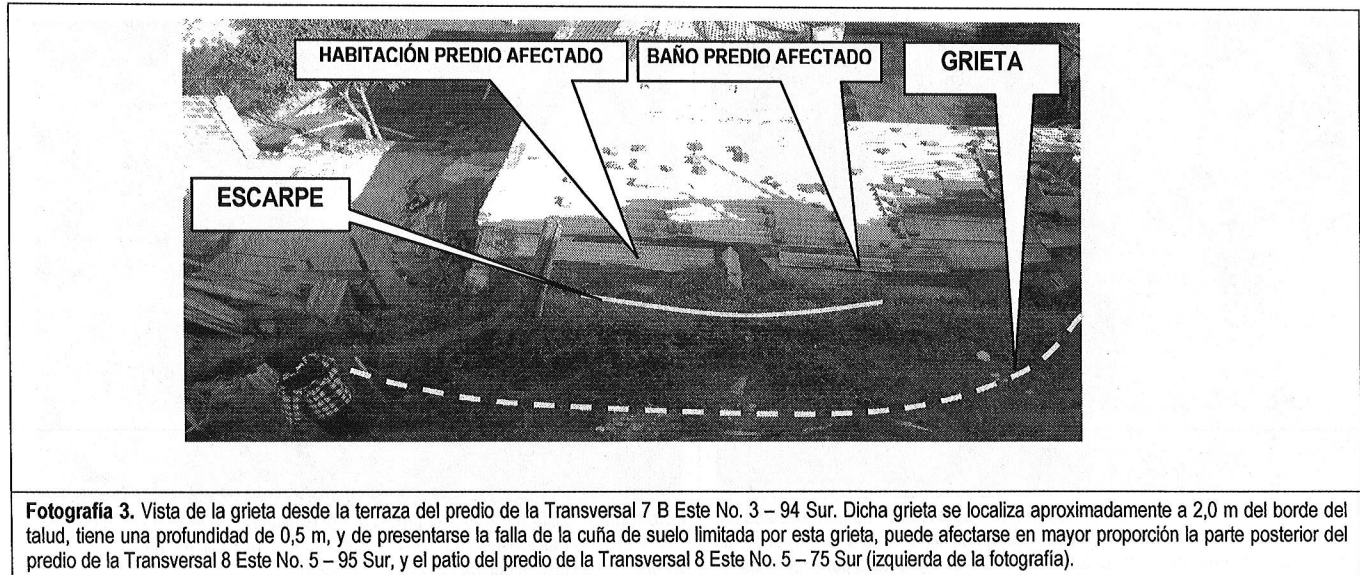 HABITACIÓN PREDIO AFECTADO
BAÑO PREDIO AFECTADO
GRIETA
ESCARPE
Fotografía 3. Vista de la grieta desde la terraza del predio de la Transversal 7 B Este No. 3 – 94 Sur. Dicha grieta se localiza aproximadamente a 2,0 m del borde del
talud, tiene una profundidad de 0,5 m, y de presentarse la falla de la cuña de suelo limitada por esta grieta, puede afectarse en mayor proporción la parte posterior del
predio de la Transversal 8 Este No. 5 – 95 Sur, y el patio del predio de la Transversal 8 Este No. 5 – 75 Sur (izquierda de la fotografía).